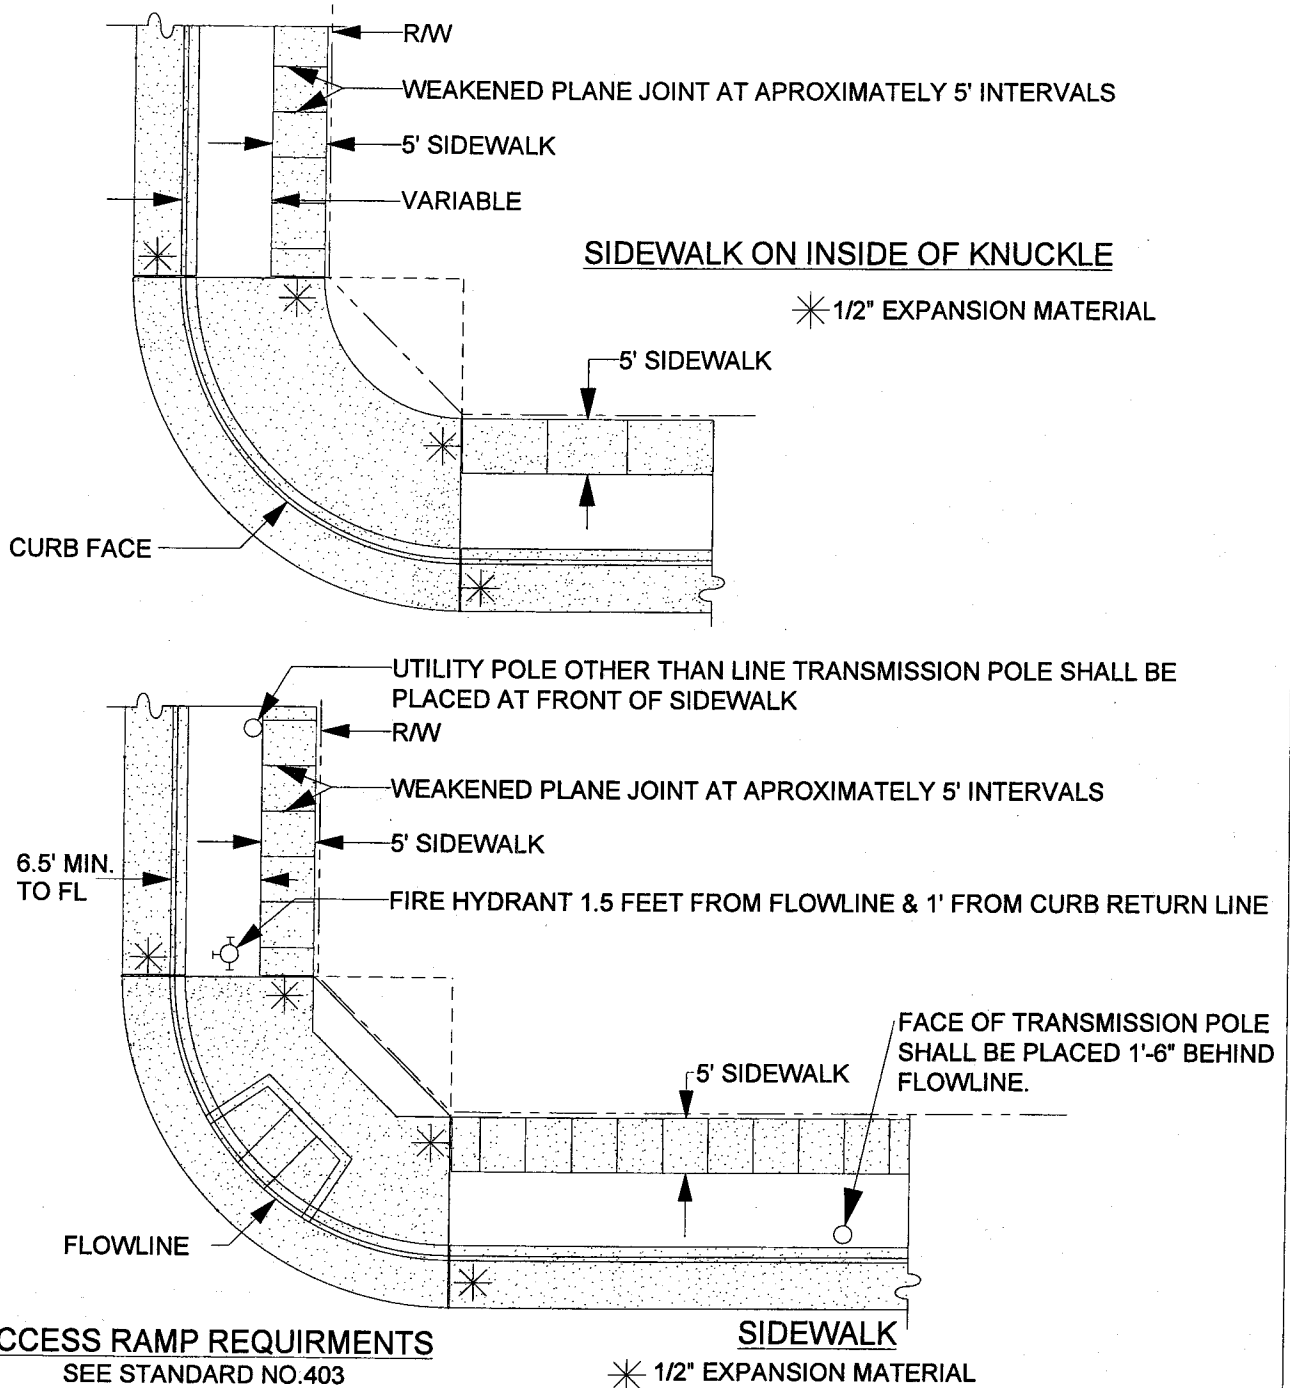 R/W
WEAKENED PLANE JOINT AT APROXIMATELY 5' INTERVALS
5' SIDEWALK
VARIABLE
SIDEWALK ON INSIDE OF KNUCKLE
1/2" EXPANSION MATERIAL
5' SIDEWALK
CURB FACE
UTILITY POLE OTHER THAN LINE TRANSMISSION POLE SHALL BE
PLACED AT FRONT OF SIDEWALK
R/W
WEAKENED PLANE JOINT AT APROXIMATELY 5' INTERVALS
5' SIDEWALK
6.5' MIN.
TO FL
FIRE HYDRANT 1.5 FEET FROM FLOWLINE & 1' FROM CURB RETURN LINE
FACE OF TRANSMISSION POLE
SHALL BE PLACED 1'-6" BEHIND
FLOWLINE.
5' SIDEWALK
FLOWLINE
CCESS RAMP REQUIRMENTS
SEE STANDARD NO.403
SIDEWALK
1/2" EXPANSION MATERIAL